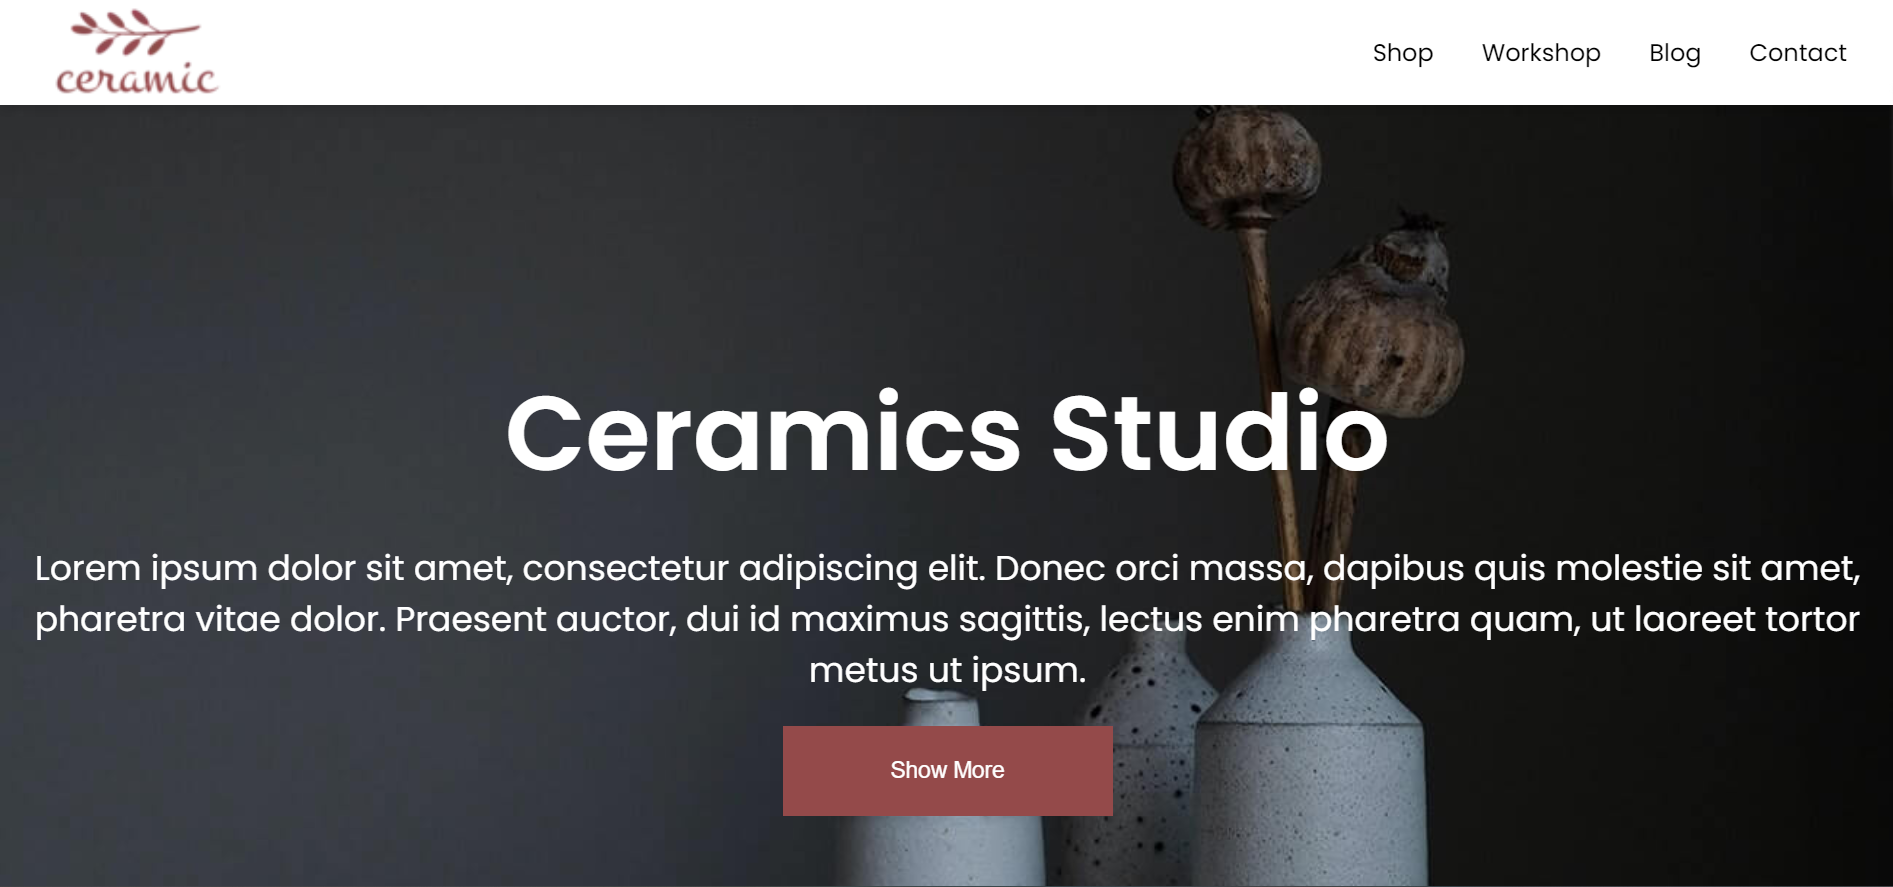 ceramic
Shop Workshop Blog Contact
Ceramics Studio
Lorem ipsum dolor sit amet, consectetur adipiscing elit. Donec orci massa, dapibus quis molestie sit amet,
pharetra vitae dolor. Praesent auctor, dui id maximus sagittis, lectus enim pharetra quam, ut laoreet tortor
metus ut ipsum.
Show More